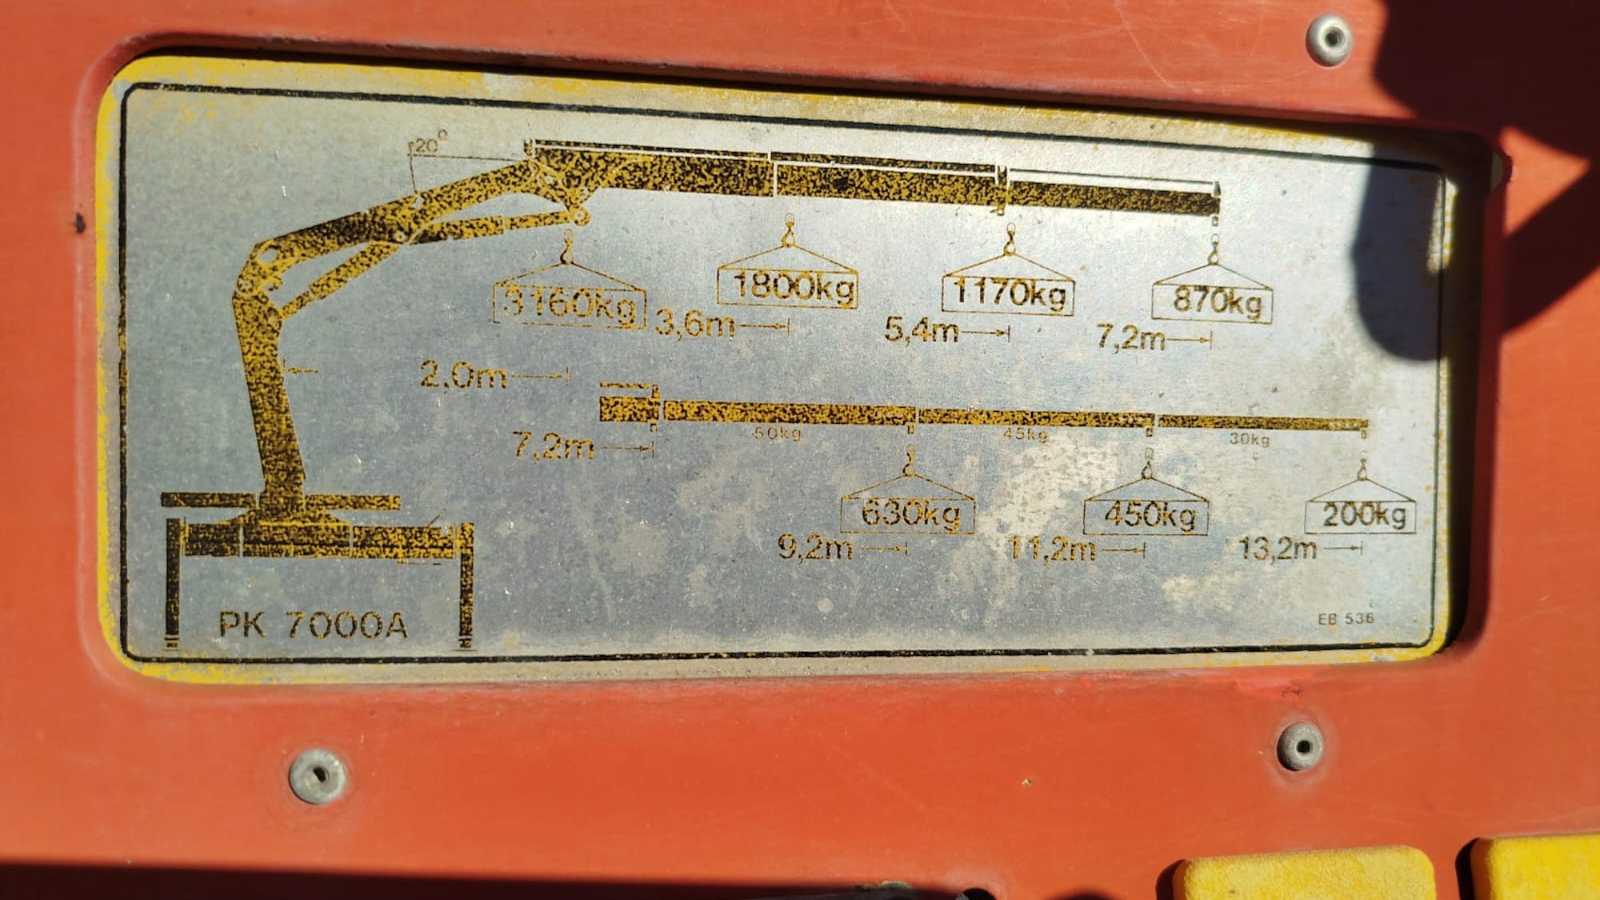 20°
3160kg
1800kg
1170kg
870kg
3,6m
5,4m
7,2m
2.0m
50kg
45kg
30kg
7,2m
630kg
450kg
200kg
9,2m
11,2m
13,2m
PK 7000A
EB 536